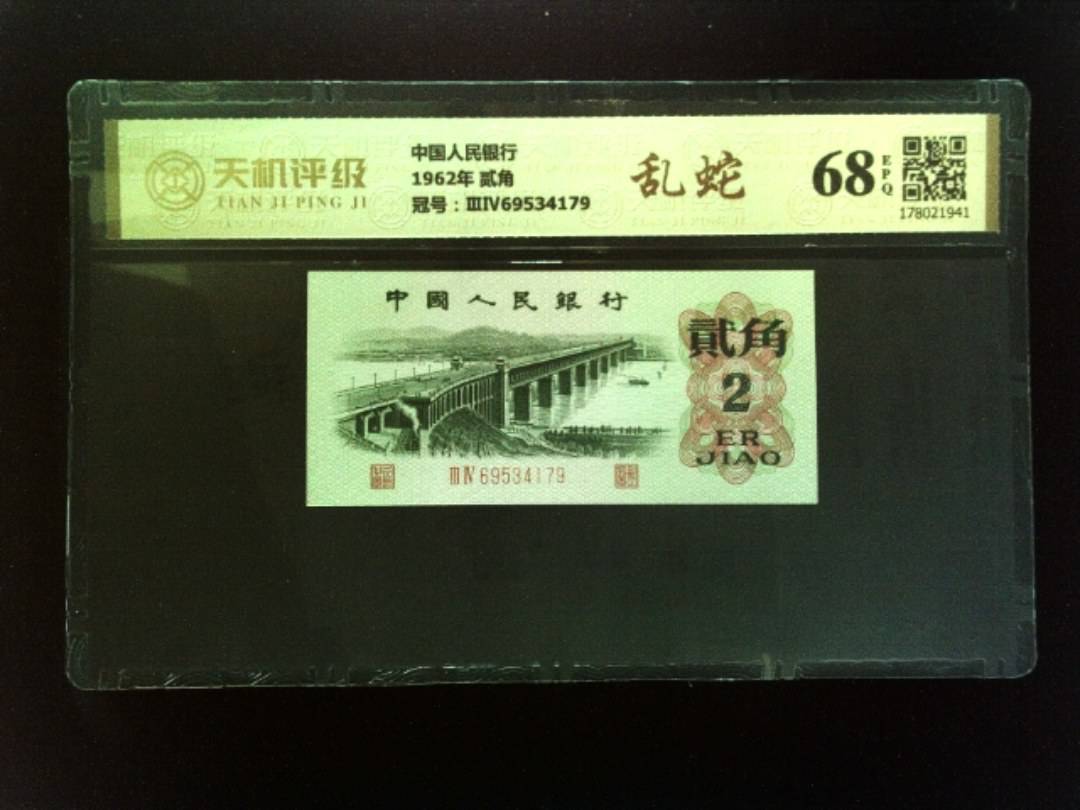 天机评级
TIAN JI PING JI
中国人民银行
1962年 贰角
冠号：ⅢⅣ69534179
乱蛇
68
EPQ
178021941
中國人民銀行
貳角
2
ER
JIAO
ⅢⅣ69534179